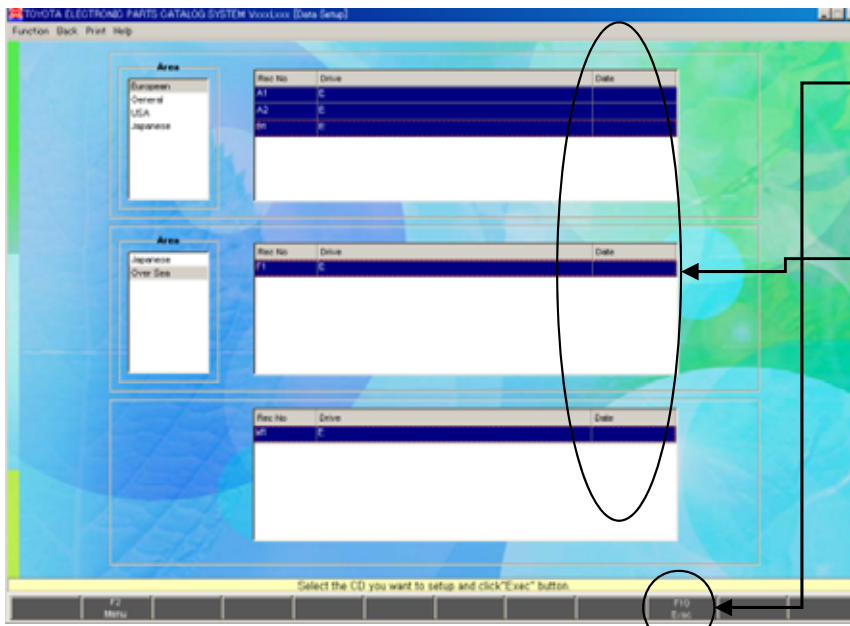 TOYOTA ELECTRONIC PARTS CATALOG SYSTEM VxxxLxxx [Data Setup]
Function Back Print Help
Area
European
General
USA
Japanese
Rec No Drive Date
A1 E
A2 E
B1 E
Area
Japanese
Over Sea
Rec No Drive Date
F1 E
Rec No Drive Date
E
Select the CD you want to setup and click"Exec" button.
F2 F10
Menu Exec